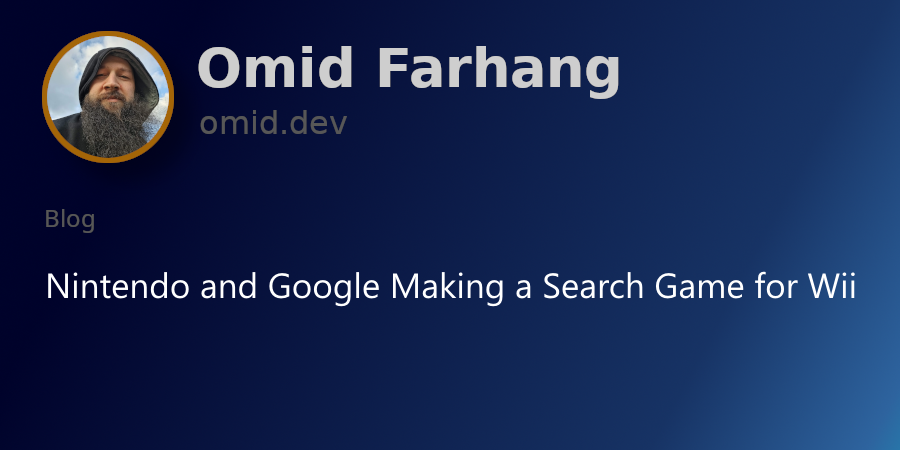 Omid Farhang
omid.dev
Blog
Nintendo and Google Making a Search Game for Wii